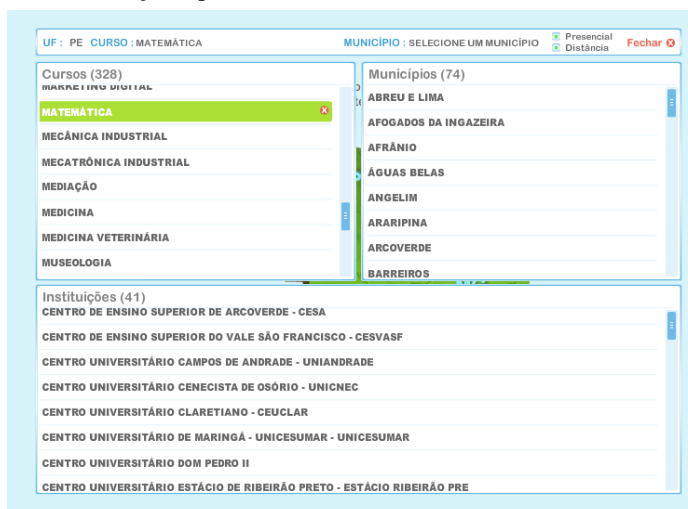 UF : PE CURSO : MATEMÁTICA MUNICÍPIO : SELECIONE UM MUNICÍPIO Presencial Distância Fechar
Cursos (328)
MARKETING DIGITAL
MATEMÁTICA
MECÂNICA INDUSTRIAL
MECATRÔNICA INDUSTRIAL
MEDIAÇÃO
MEDICINA
MEDICINA VETERINÁRIA
MUSEOLOGIA
Municípios (74)
ABREU E LIMA
AFOGADOS DA INGAZEIRA
AFRÂNIO
ÁGUAS BELAS
ANGELIM
ARARIPINA
ARCOVERDE
BARREIROS
Instituições (41)
CENTRO DE ENSINO SUPERIOR DE ARCOVERDE - CESA
CENTRO DE ENSINO SUPERIOR DO VALE SÃO FRANCISCO - CESVASF
CENTRO UNIVERSITÁRIO CAMPOS DE ANDRADE - UNIANDRADE
CENTRO UNIVERSITÁRIO CENECISTA DE OSÓRIO - UNICNEC
CENTRO UNIVERSITÁRIO CLARETIANO - CEUCLAR
CENTRO UNIVERSITÁRIO DE MARINGÁ - UNICESUMAR - UNICESUMAR
CENTRO UNIVERSITÁRIO DOM PEDRO II
CENTRO UNIVERSITÁRIO ESTÁCIO DE RIBEIRÃO PRETO - ESTÁCIO RIBEIRÃO PRE